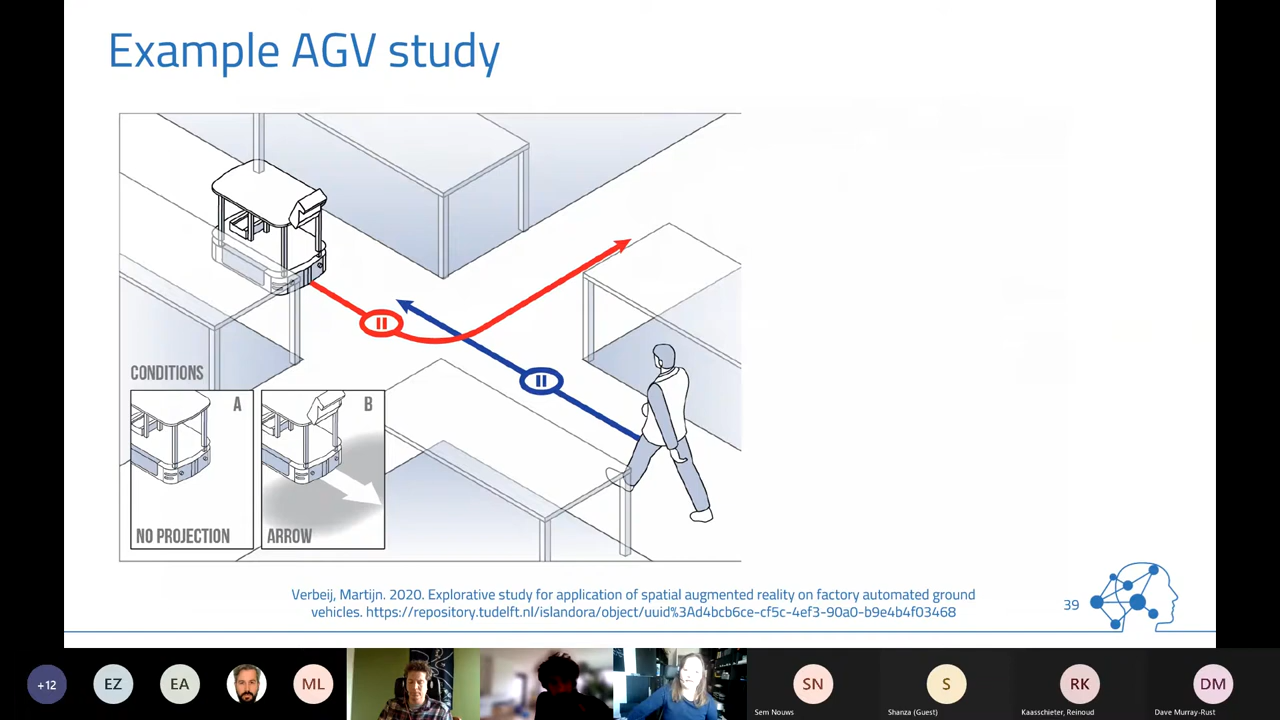 Example AGV study
CONDITIONS
A
B
NO PROJECTION
ARROW
Verbeij, Martijn. 2020. Explorative study for application of spatial augmented reality on factory automated ground
vehicles. https://repository.tudelft.nl/islandora/object/uuid%3Ad4bcb6ce-cf5c-4ef3-90a0-b9e4b4f03468
39
+12
EZ
EA
ML
SN
S
RK
DM
Sem Nouws
Shanza (Guest)
Kaasschieter, Reinoud
Dave Murray-Rust